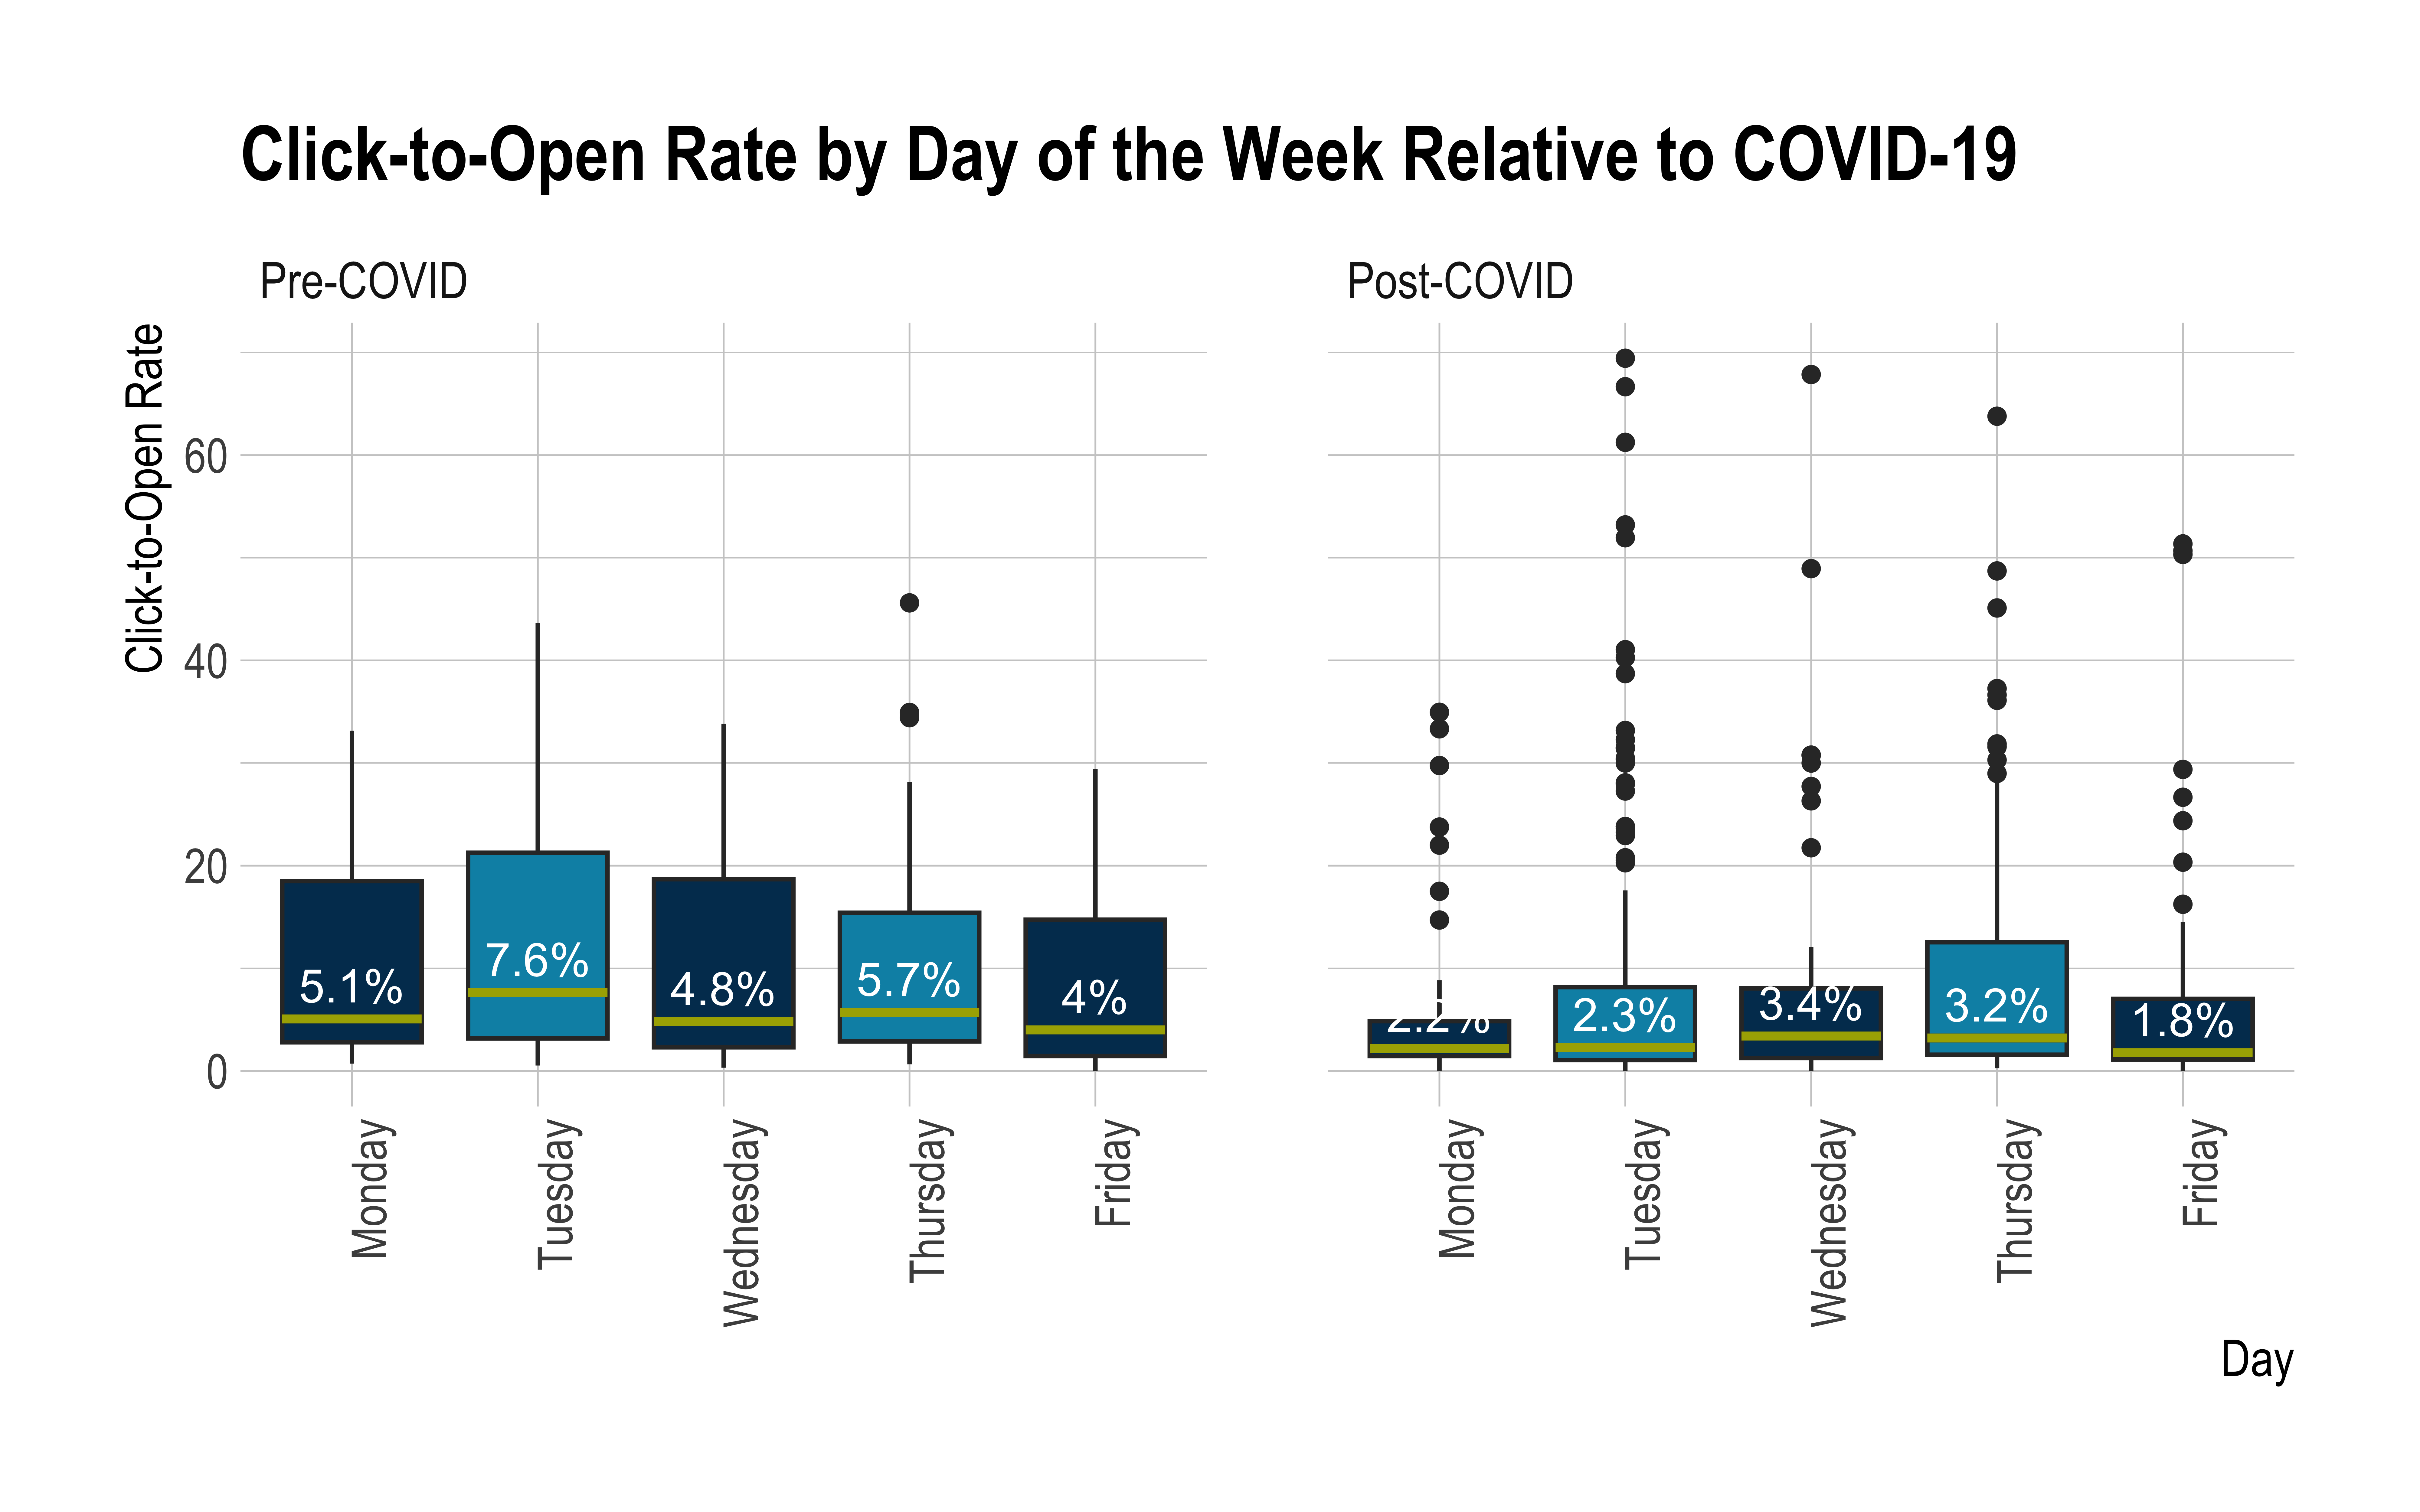 Click-to-Open Rate by Day of the Week Relative to COVID-19
Pre-COVID
Post-COVID
Click-to-Open Rate
60
40
20
0
5.1%
7.6%
4.8%
5.7%
4%
2.2%
2.3%
3.4%
3.2%
1.8%
Monday
Tuesday
Wednesday
Thursday
Friday
Monday
Tuesday
Wednesday
Thursday
Friday
Day